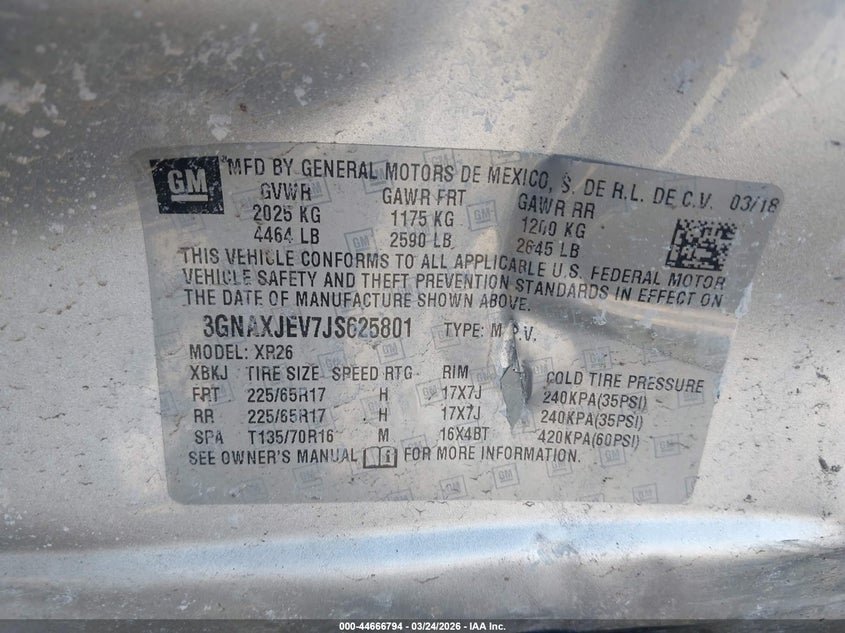 GM MFD BY GENERAL MOTORS DE MEXICO, S. DE R.L. DE C.V. 03/18
GVWR GAWR FRT GAWR RR
2025 KG 1175 KG 1200 KG
4464 LB 2590 LB 2645 LB
THIS VEHICLE CONFORMS TO ALL APPLICABLE U.S. FEDERAL MOTOR
VEHICLE SAFETY AND THEFT PREVENTION STANDARDS IN EFFECT ON
THE DATE OF MANUFACTURE SHOWN ABOVE.
3GNAXJEV7JS625801 TYPE: M.P.V.
MODEL: XR26
XBKJ TIRE SIZE SPEED RTG RIM COLD TIRE PRESSURE
FRT 225/65R17 H 17X7J 240KPA(35PSI)
RR 225/65R17 H 17X7J 240KPA(35PSI)
SPA T135/70R16 M 16X4BT 420KPA(60PSI)
SEE OWNER'S MANUAL FOR MORE INFORMATION.
000-44666794 - 03/24/2026 - IAA Inc.